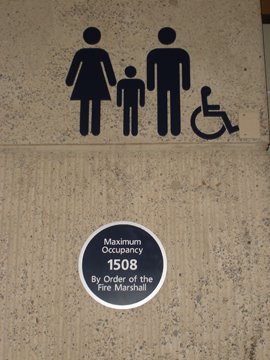 Maximum
Occupancy
1508
By Order of the
Fire Marshall